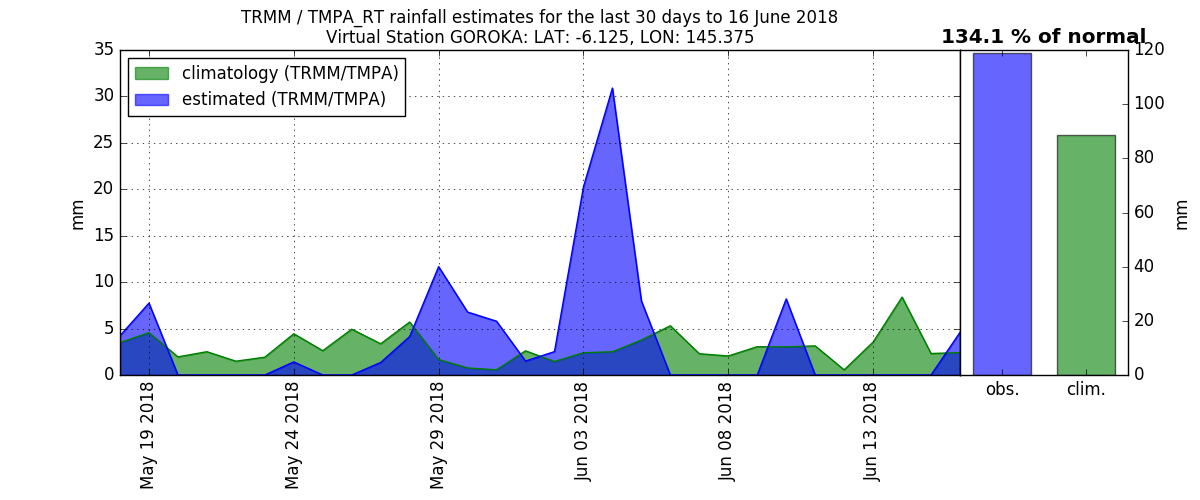 TRMM / TMPA_RT rainfall estimates for the last 30 days to 16 June 2018
Virtual Station GOROKA: LAT: -6.125, LON: 145.375
134.1 % of normal
climatology (TRMM/TMPA)
estimated (TRMM/TMPA)
35
30
25
20
15
10
5
0
mm
May 19 2018
May 24 2018
May 29 2018
Jun 03 2018
Jun 08 2018
Jun 13 2018
obs.
clim.
120
100
80
60
40
20
0
mm